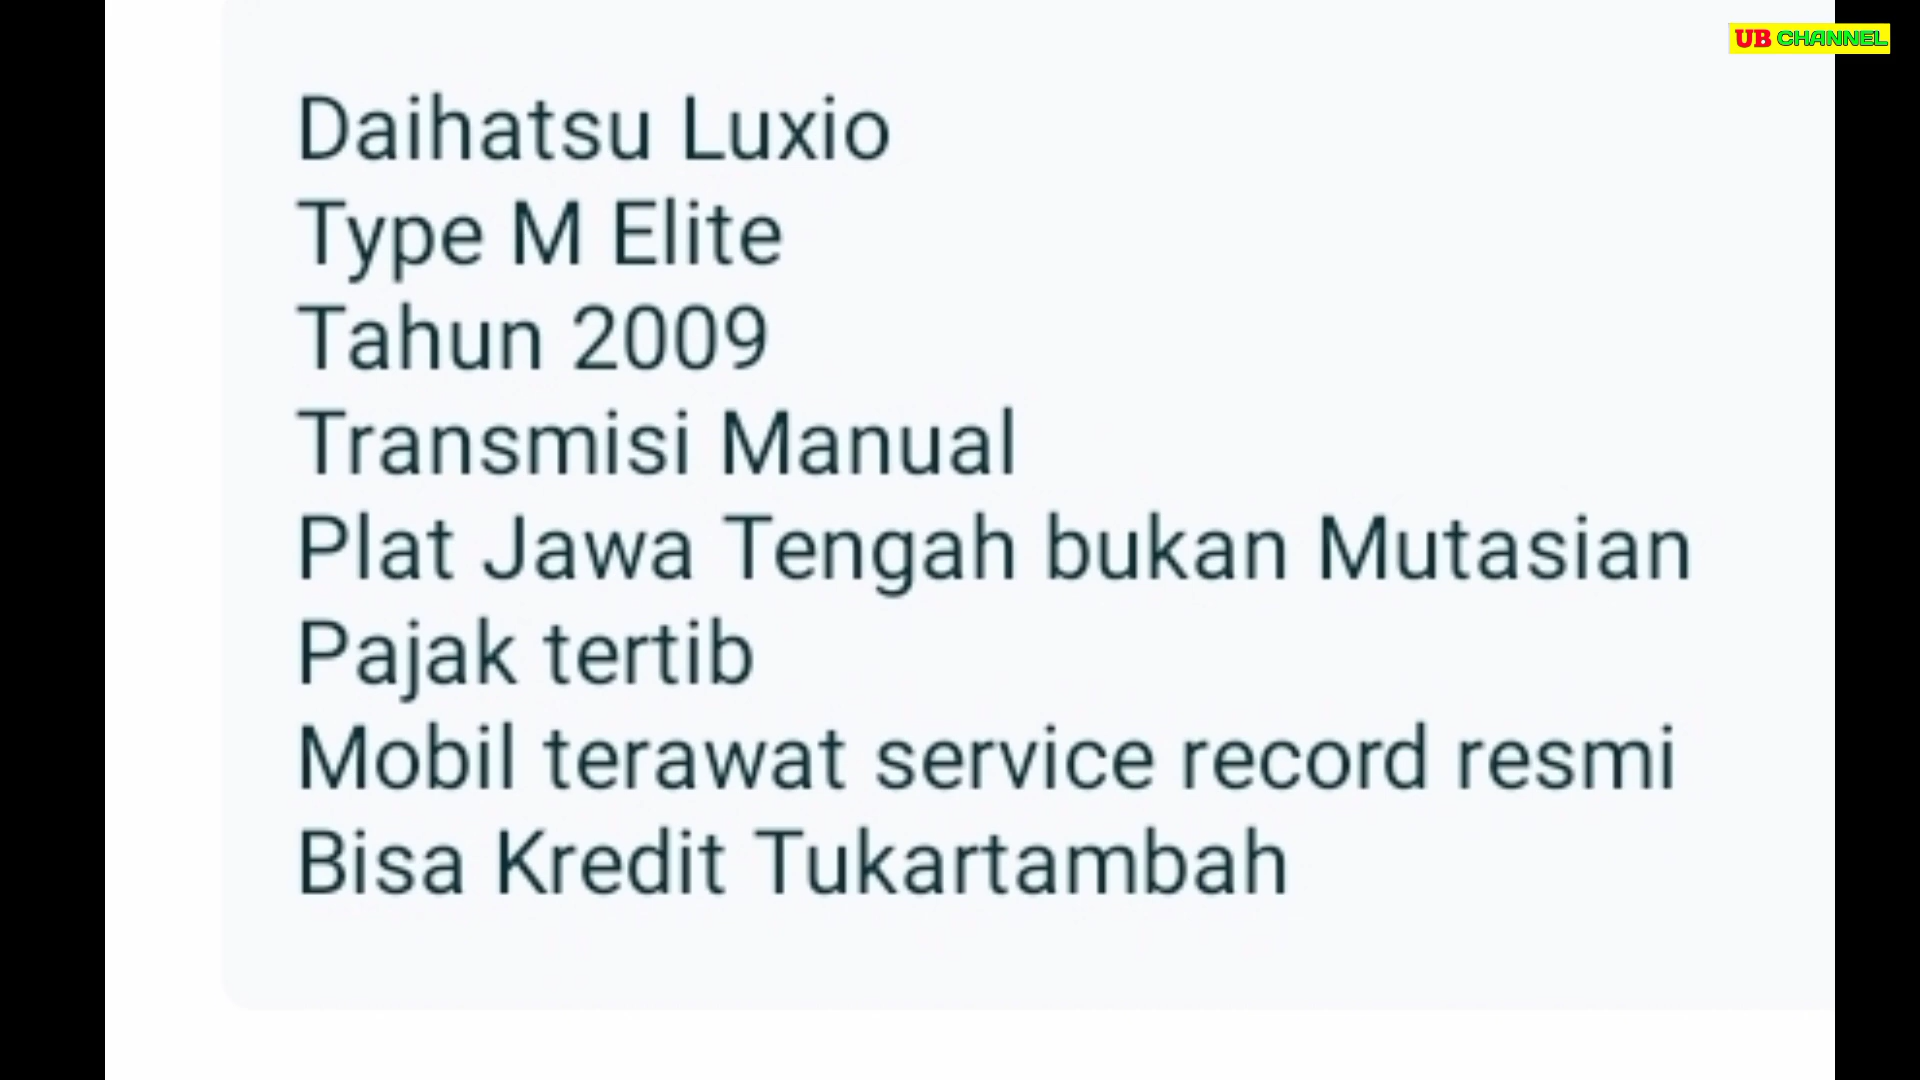 UB CHANNEL
Daihatsu Luxio
Type M Elite
Tahun 2009
Transmisi Manual
Plat Jawa Tengah bukan Mutasian
Pajak tertib
Mobil terawat service record resmi
Bisa Kredit Tukartambah